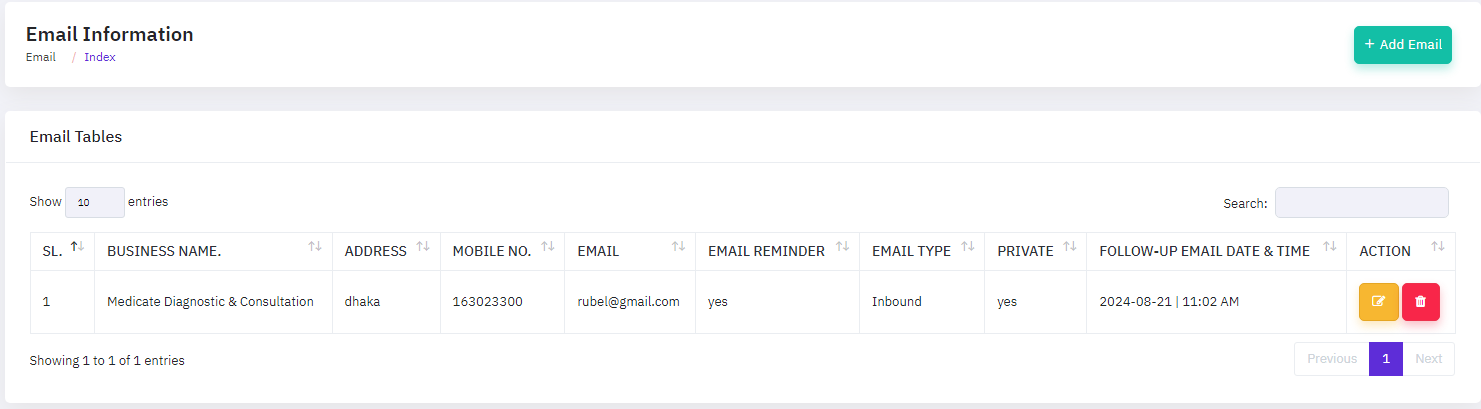 Email Information
Email / Index
+ Add Email
Email Tables
Show 10 entries
Search:
SL. BUSINESS NAME. ADDRESS MOBILE NO. EMAIL EMAIL REMINDER EMAIL TYPE PRIVATE FOLLOW-UP EMAIL DATE & TIME ACTION
1 Medicate Diagnostic & Consultation dhaka 163023300 rubel@gmail.com yes Inbound yes 2024-08-21 | 11:02 AM
Showing 1 to 1 of 1 entries
Previous 1 Next